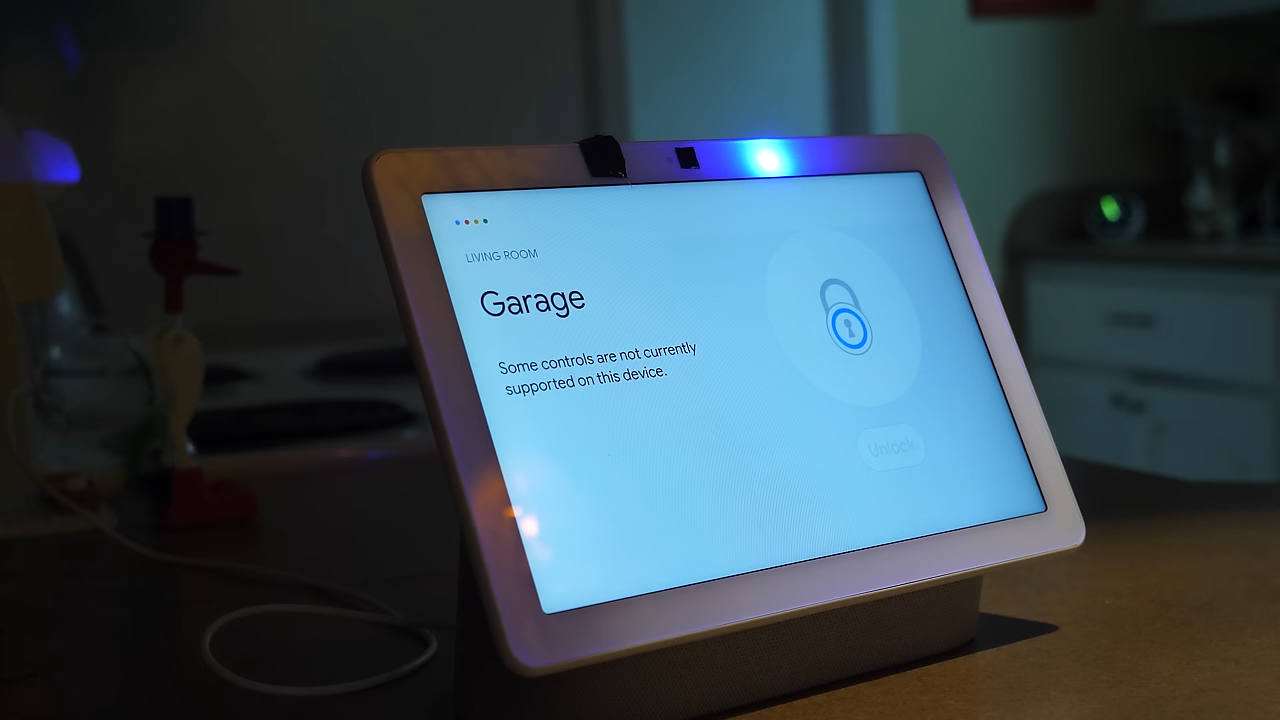 LIVING ROOM
Garage
Some controls are not currently
supported on this device.
Unlock